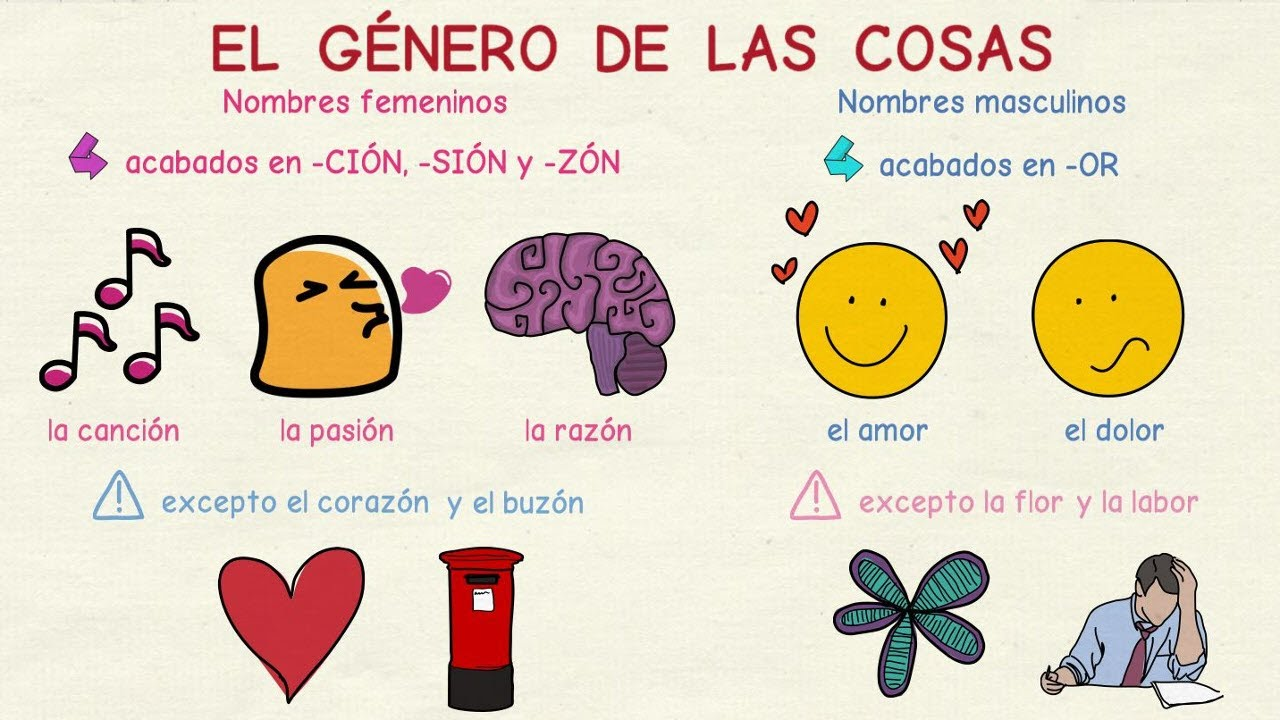 EL GÉNERO DE LAS COSAS
Nombres femeninos
acabados en -CIÓN, -SIÓN y -ZÓN
la canción
la pasión
la razón
excepto el corazón y el buzón
Nombres masculinos
acabados en -OR
el amor
el dolor
excepto la flor y la labor